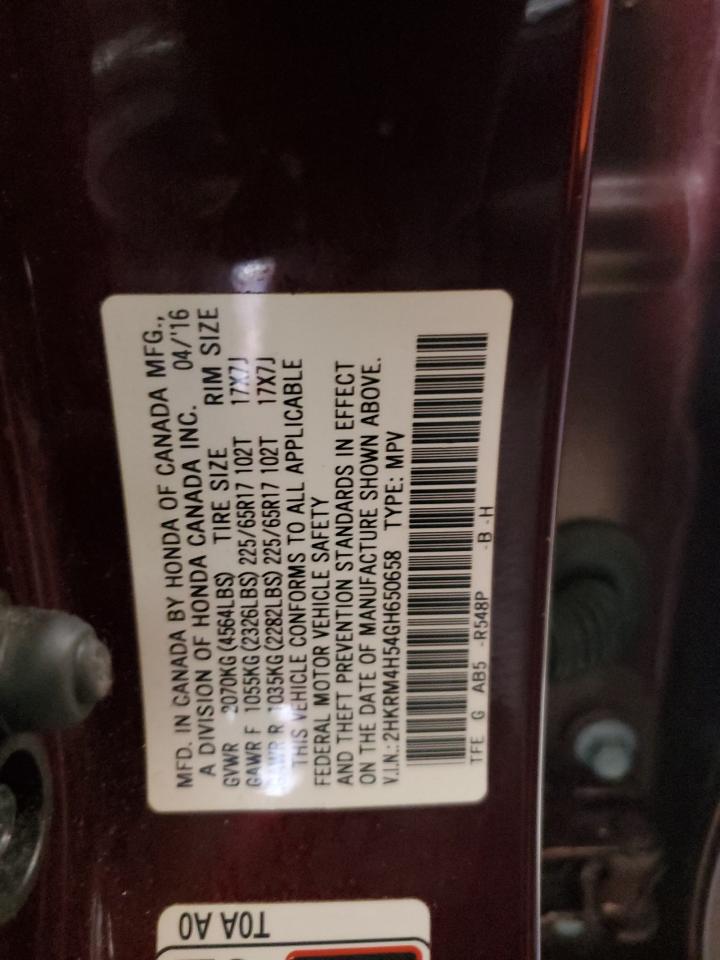 MFD. IN CANADA BY HONDA OF CANADA MFG.,
A DIVISION OF HONDA CANADA INC. 04/'16
GVWR 2070KG(4564LBS) TIRE SIZE RIM SIZE
GAWR F 1055KG(2326LBS) 225/65R17 102T 17X7J
GAWR R 1035KG(2282LBS) 225/65R17 102T 17X7J
THIS VEHICLE CONFORMS TO ALL APPLICABLE
FEDERAL MOTOR VEHICLE SAFETY
AND THEFT PREVENTION STANDARDS IN EFFECT
ON THE DATE OF MANUFACTURE SHOWN ABOVE.
V.I.N.: 2HKRM4H54GH650658 TYPE: MPV
TFE G AB5 -R548P -B -H
T0A A0